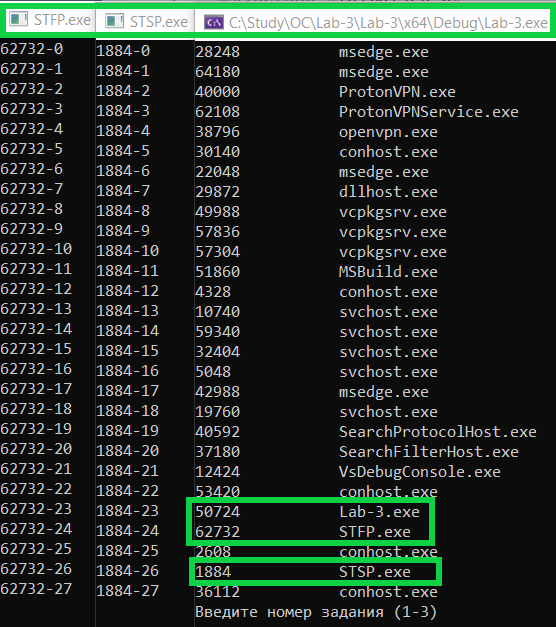 STFP.exe STSP.exe C:\Study\OC\Lab-3\Lab-3\x64\Debug\Lab-3.exe
62732-0 1884-0 28248 msedge.exe
62732-1 1884-1 64180 msedge.exe
62732-2 1884-2 40000 ProtonVPN.exe
62732-3 1884-3 62108 ProtonVPNService.exe
62732-4 1884-4 38796 openvpn.exe
62732-5 1884-5 30140 conhost.exe
62732-6 1884-6 22048 msedge.exe
62732-7 1884-7 29872 dllhost.exe
62732-8 1884-8 49988 vcpkgsrv.exe
62732-9 1884-9 57836 vcpkgsrv.exe
62732-10 1884-10 57304 vcpkgsrv.exe
62732-11 1884-11 51860 MSBuild.exe
62732-12 1884-12 4328 conhost.exe
62732-13 1884-13 10740 svchost.exe
62732-14 1884-14 59340 svchost.exe
62732-15 1884-15 32404 svchost.exe
62732-16 1884-16 5048 svchost.exe
62732-17 1884-17 42988 msedge.exe
62732-18 1884-18 19760 svchost.exe
62732-19 1884-19 40592 SearchProtocolHost.exe
62732-20 1884-20 37180 SearchFilterHost.exe
62732-21 1884-21 12424 VsDebugConsole.exe
62732-22 1884-22 53420 conhost.exe
62732-23 1884-23 50724 Lab-3.exe
62732-24 1884-24 62732 STFP.exe
62732-25 1884-25 2608 conhost.exe
62732-26 1884-26 1884 STSP.exe
62732-27 1884-27 36112 conhost.exe
Введите номер задания (1-3)